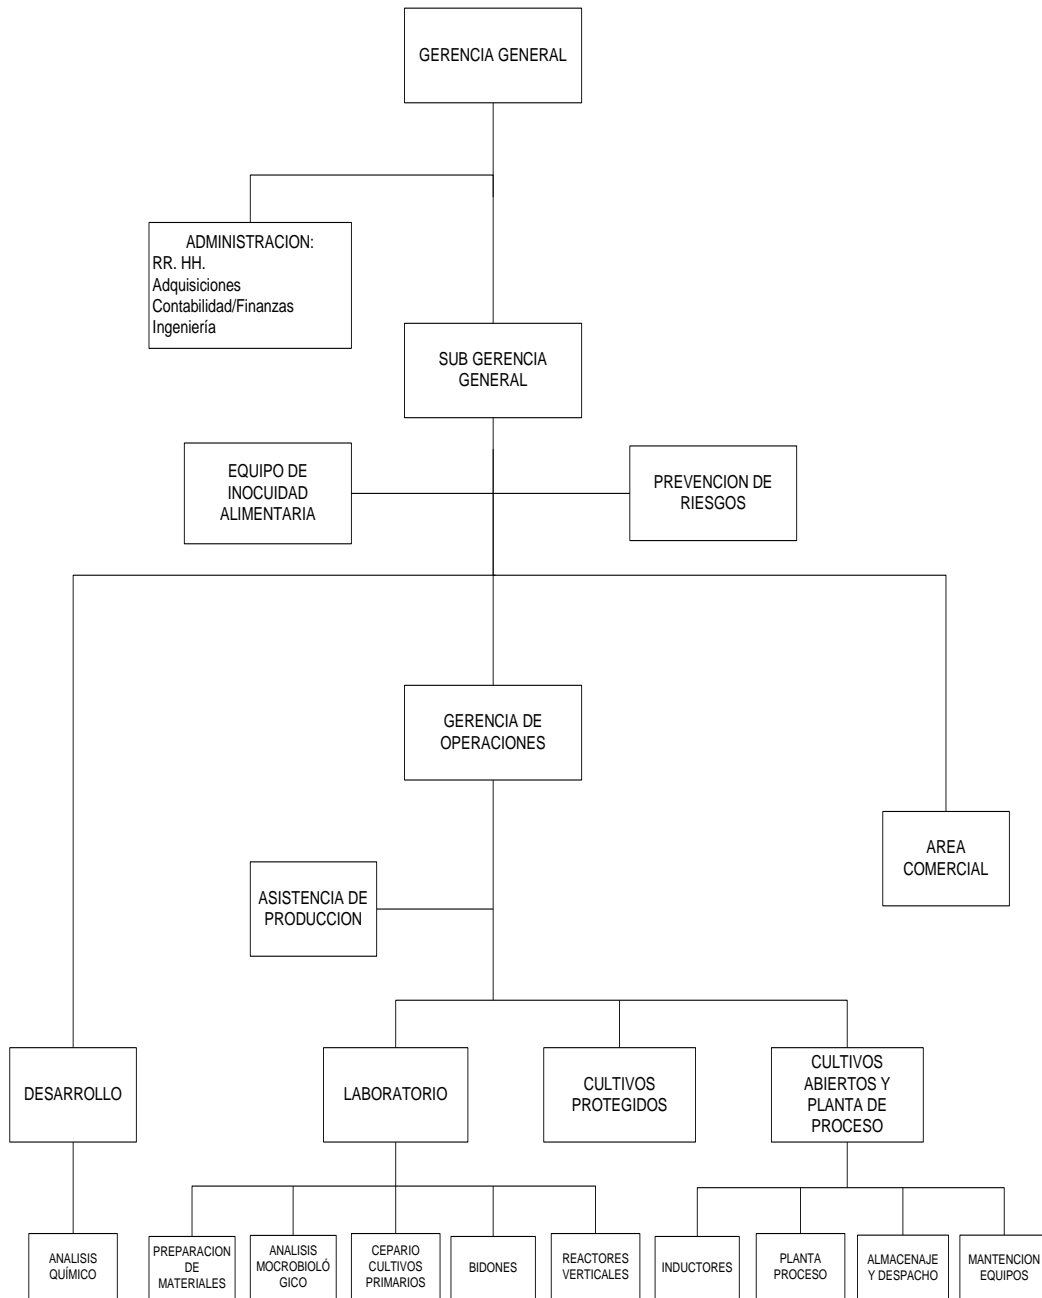 GERENCIA GENERAL
ADMINISTRACION:
RR. HH.
Adquisiciones
Contabilidad/Finanzas
Ingeniería
SUB GERENCIA
GENERAL
EQUIPO DE
INOCUIDAD
ALIMENTARIA
PREVENCION DE
RIESGOS
GERENCIA DE
OPERACIONES
AREA
COMERCIAL
ASISTENCIA DE
PRODUCCION
DESARROLLO
LABORATORIO
CULTIVOS
PROTEGIDOS
CULTIVOS
ABIERTOS Y
PLANTA DE
PROCESO
ANALISIS
QUÍMICO
PREPARACION
DE
MATERIALES
ANALISIS
MOCROBIOLÓ
GICO
CEPARIO
CULTIVOS
PRIMARIOS
BIDONES
REACTORES
VERTICALES
INDUCTORES
PLANTA
PROCESO
ALMACENAJE
Y DESPACHO
MANTENCION
EQUIPOS